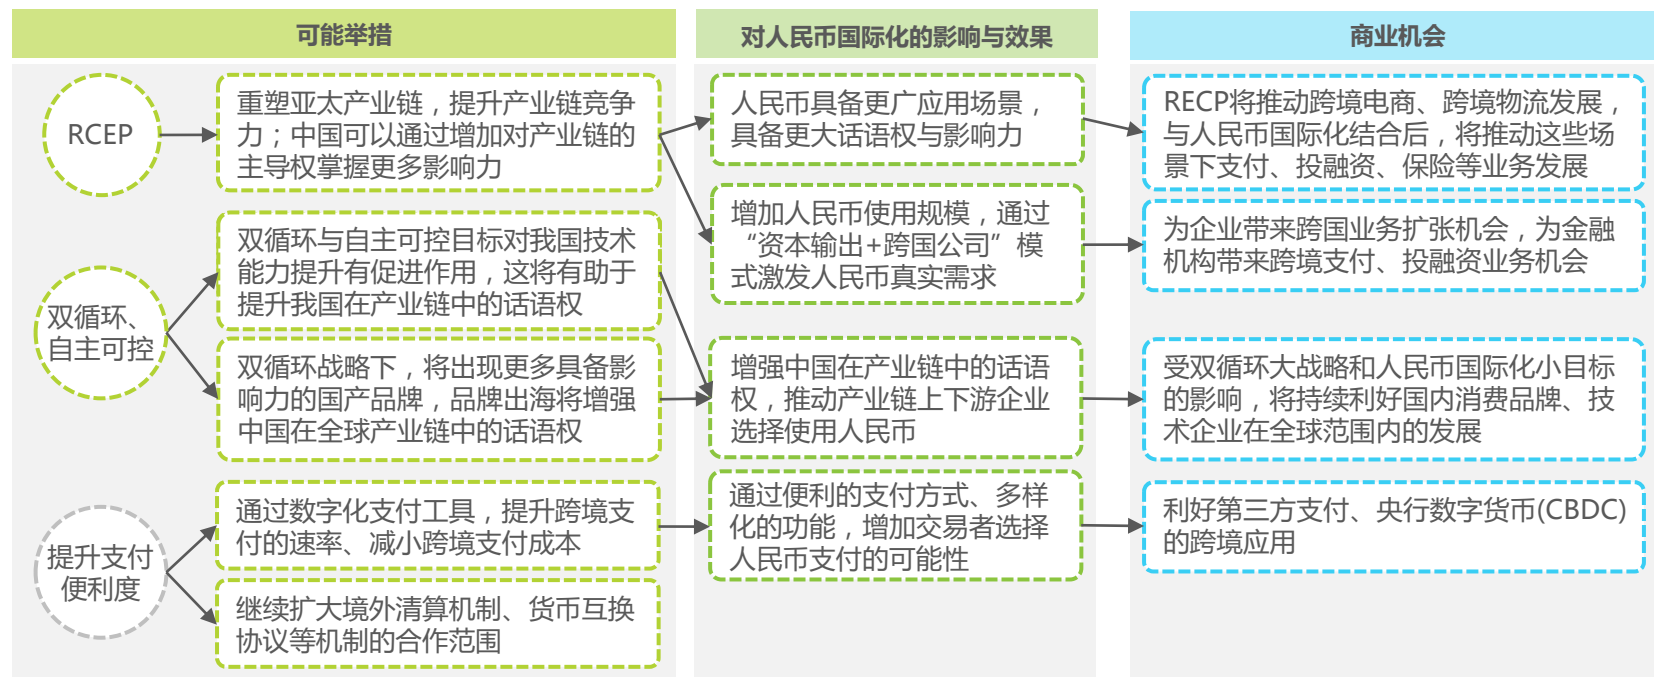 可能举措
对人民币国际化的影响与效果
商业机会
RCEP
重塑亚太产业链，提升产业链竞争
力；中国可以通过增加对产业链的
主导权掌握更多影响力
人民币具备更广应用场景，
具备更大话语权与影响力
RECP将推动跨境电商、跨境物流发展，
与人民币国际化结合后，将推动这些场
景下支付、投融资、保险等业务发展
增加人民币使用规模，通过
“资本输出+跨国公司”模
式激发人民币真实需求
为企业带来跨国业务扩张机会，为金融
机构带来跨境支付、投融资业务机会
双循环、
自主可控
双循环与自主可控目标对我国技术
能力提升有促进作用，这将有助于
提升我国在产业链中的话语权
双循环战略下，将出现更多具备影
响力的国产品牌，品牌出海将增强
中国在全球产业链中的话语权
增强中国在产业链中的话语
权，推动产业链上下游企业
选择使用人民币
受双循环大战略和人民币国际化小目标
的影响，将持续利好国内消费品牌、技
术企业在全球范围内的发展
提升支付
便利度
通过数字化支付工具，提升跨境支
付的速率、减小跨境支付成本
继续扩大境外清算机制、货币互换
协议等机制的合作范围
通过便利的支付方式、多样
化的功能，增加交易者选择
人民币支付的可能性
利好第三方支付、央行数字货币(CBDC)
的跨境应用